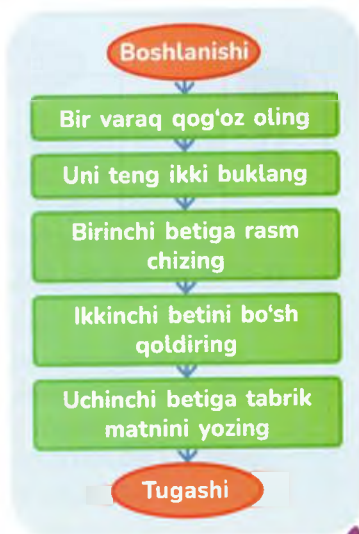 Boshlanishi
Bir varaq qog‘oz oling
Uni teng ikki buklang
Birinchi betiga rasm
chizing
Ikkinchi betini bo‘sh
qoldiring
Uchinchi betiga tabrik
matnini yozing
Tugashi